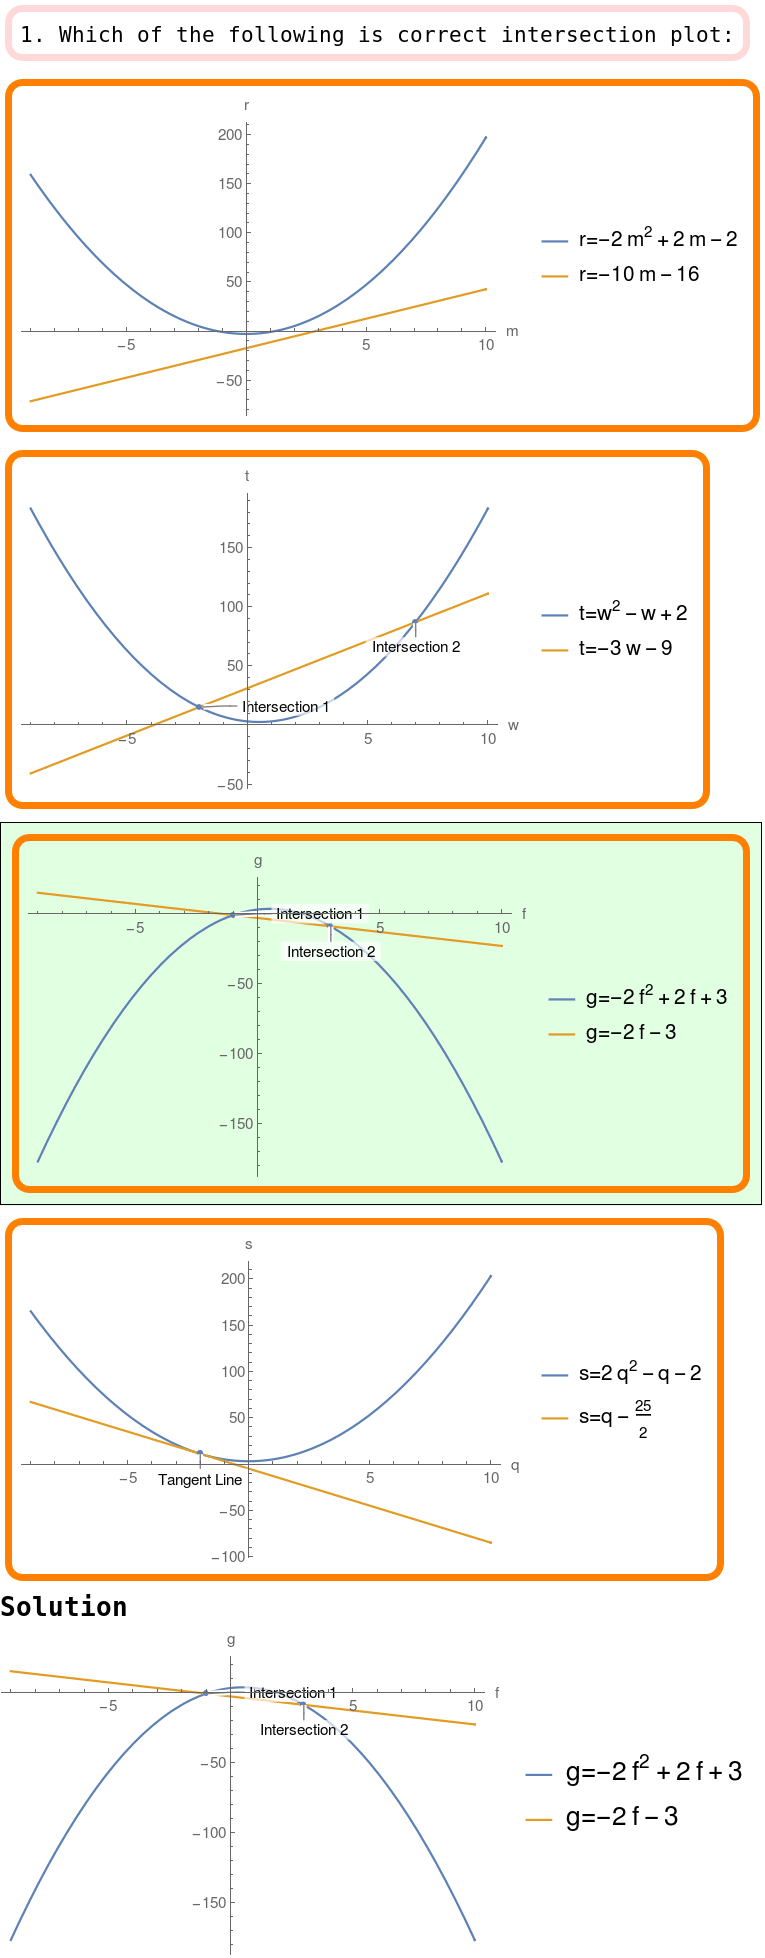 1. Which of the following is correct intersection plot:
r
200
150
100
50
−5 5 10 m
−50
r=−2 m² + 2 m − 2
r=−10 m − 16
t
150
100
50
−5 5 10 w
−50
Intersection 2
Intersection 1
t=w² − w + 2
t=−3 w − 9
g
Intersection 1 f
−5 5 10
Intersection 2
−50
−100
−150
g=−2 f² + 2 f + 3
g=−2 f − 3
s
200
150
100
50
−5 5 10 q
Tangent Line
−50
−100
s=2 q² − q − 2
s=q − 25/2
Solution
g
Intersection 1 f
−5 5 10
Intersection 2
−50
−100
−150
g=−2 f² + 2 f + 3
g=−2 f − 3